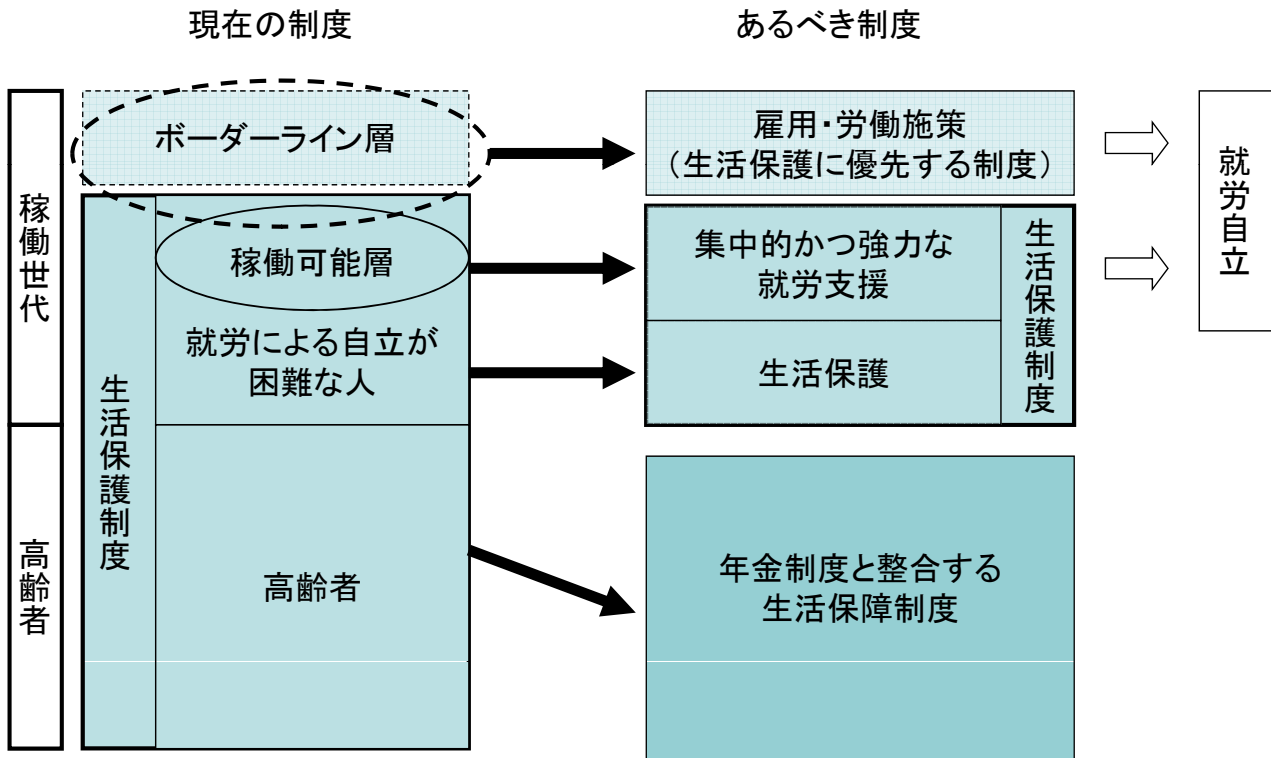 現在の制度
あるべき制度
稼働世代
高齢者
ボーダーライン層
生活保護制度
稼働可能層
就労による自立が
困難な人
高齢者
雇用・労働施策
（生活保護に優先する制度）
集中的かつ強力な
就労支援
生活保護
生活保護制度
年金制度と整合する
生活保障制度
就労自立